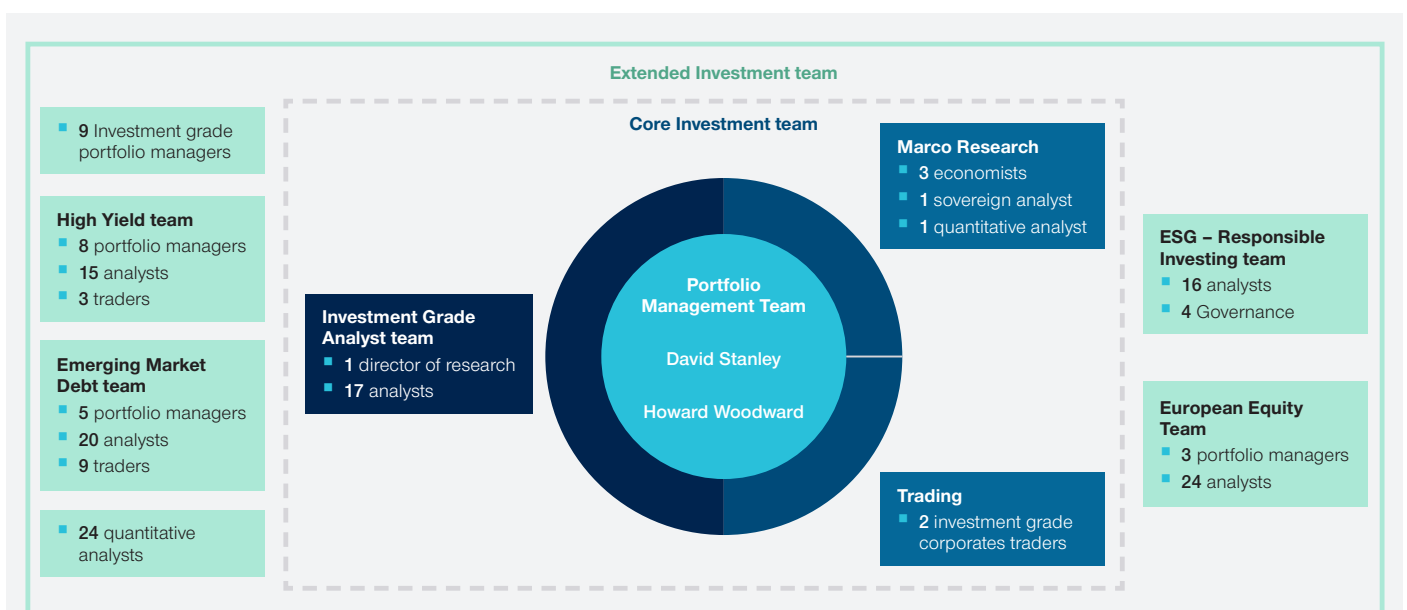 Extended Investment team
9 Investment grade
portfolio managers
High Yield team
8 portfolio managers
15 analysts
3 traders
Emerging Market
Debt team
5 portfolio managers
20 analysts
9 traders
24 quantitative
analysts
Core Investment team
Investment Grade
Analyst team
1 director of research
17 analysts
Portfolio
Management Team
David Stanley
Howard Woodward
Marco Research
3 economists
1 sovereign analyst
1 quantitative analyst
Trading
2 investment grade
corporates traders
ESG – Responsible
Investing team
16 analysts
4 Governance
European Equity
Team
3 portfolio managers
24 analysts